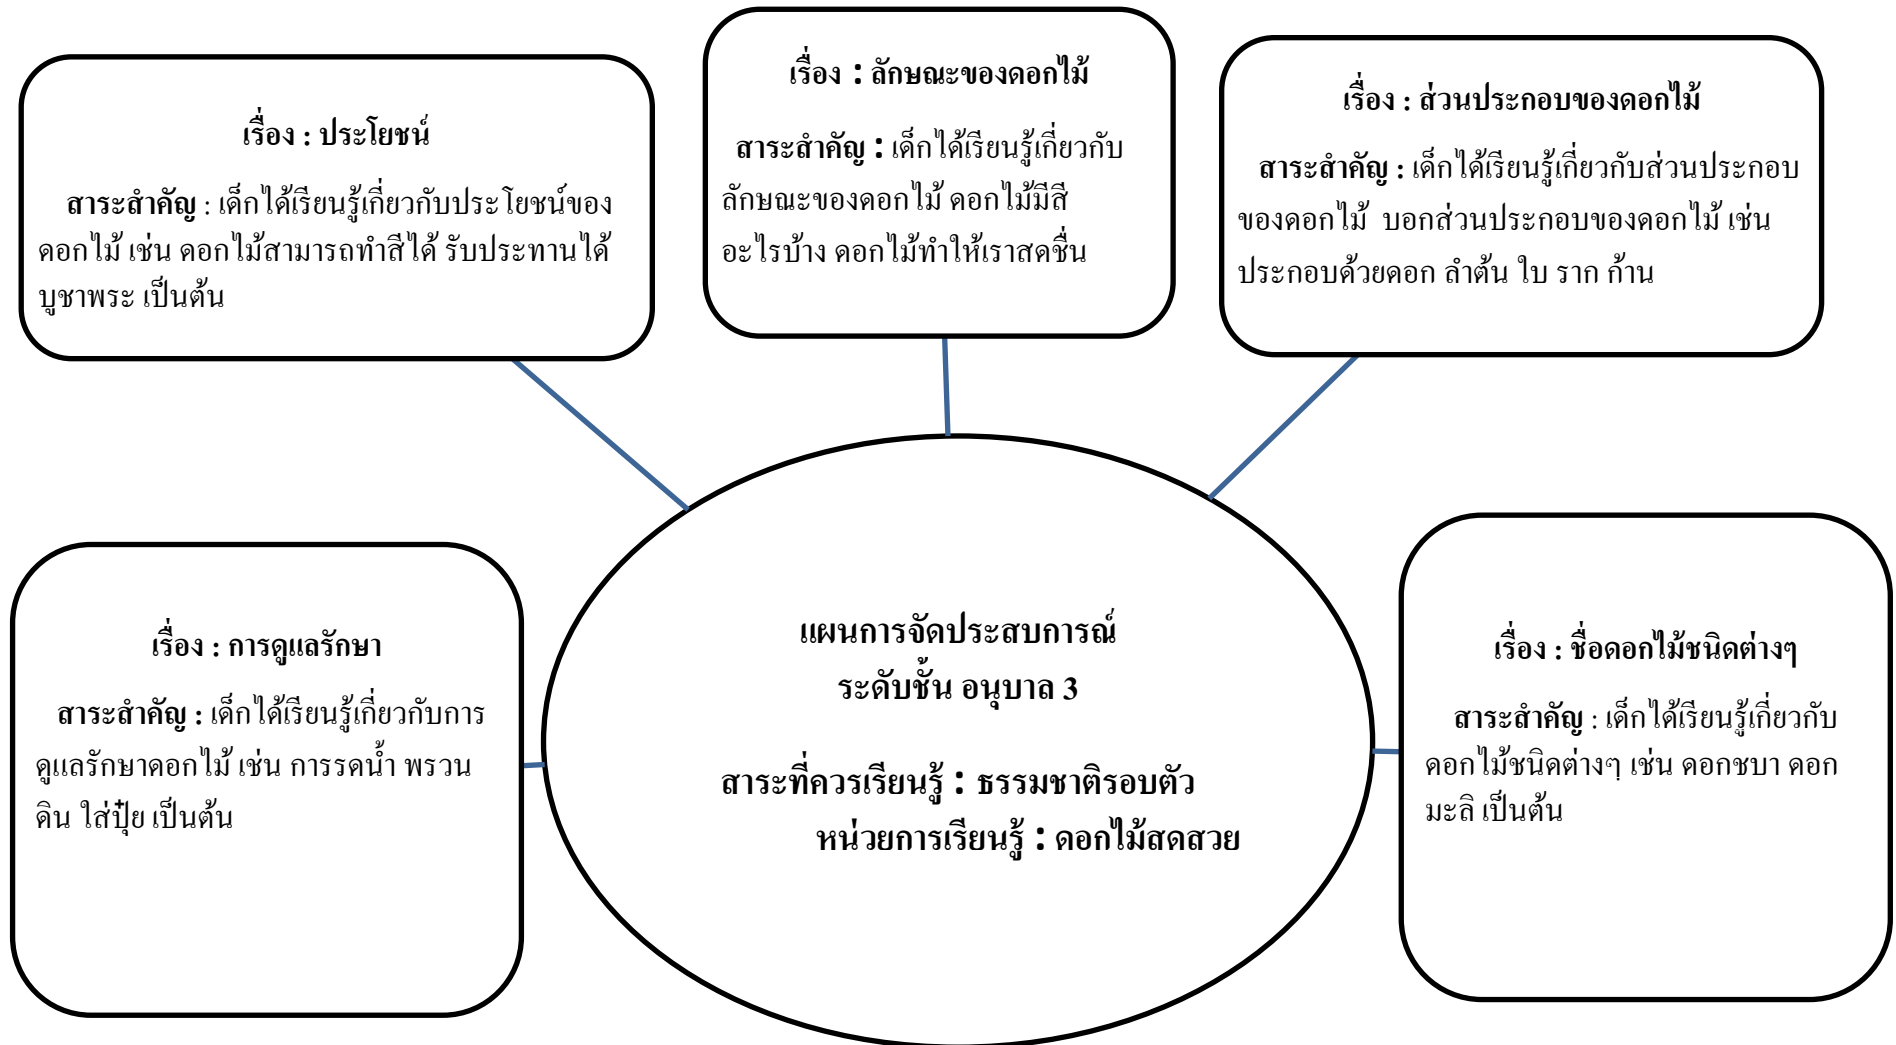 เรื่อง : ประโยชน์
สาระสำคัญ : เด็กได้เรียนรู้เกี่ยวกับประโยชน์ของ
ดอกไม้ เช่น ดอกไม้สามารถทำสีได้ รับประทานได้
บูชาพระ เป็นต้น
เรื่อง : ลักษณะของดอกไม้
สาระสำคัญ : เด็กได้เรียนรู้เกี่ยวกับ
ลักษณะของดอกไม้ ดอกไม้มีสี
อะไรบ้าง ดอกไม้ทำให้เราสดชื่น
เรื่อง : ส่วนประกอบของดอกไม้
สาระสำคัญ : เด็กได้เรียนรู้เกี่ยวกับส่วนประกอบ
ของดอกไม้ บอกส่วนประกอบของดอกไม้ เช่น
ประกอบด้วยดอก ลำต้น ใบ ราก ก้าน
เรื่อง : การดูแลรักษา
สาระสำคัญ : เด็กได้เรียนรู้เกี่ยวกับการ
ดูแลรักษาดอกไม้ เช่น การรดน้ำ พรวน
ดิน ใส่ปุ๋ย เป็นต้น
แผนการจัดประสบการณ์
ระดับชั้น อนุบาล 3
สาระที่ควรเรียนรู้ : ธรรมชาติรอบตัว
หน่วยการเรียนรู้ : ดอกไม้สดสวย
เรื่อง : ชื่อดอกไม้ชนิดต่างๆ
สาระสำคัญ : เด็กได้เรียนรู้เกี่ยวกับ
ดอกไม้ชนิดต่างๆ เช่น ดอกชบา ดอก
มะลิ เป็นต้น